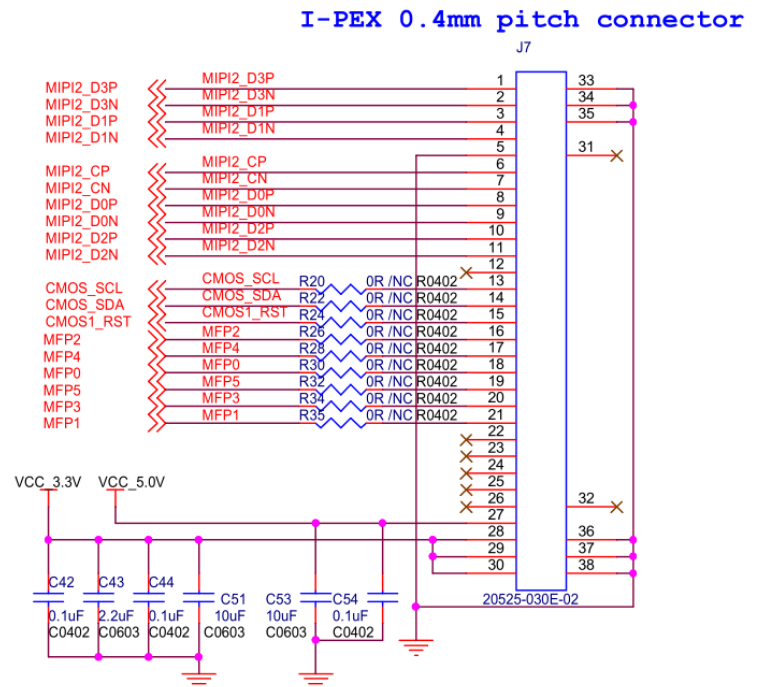 I-PEX 0.4mm pitch connector
J7
MIPI2_D3P MIPI2_D3P 1 33
MIPI2_D3N MIPI2_D3N 2 34
MIPI2_D1P MIPI2_D1P 3 35
MIPI2_D1N MIPI2_D1N 4
5 31
MIPI2_CP MIPI2_CP 6
MIPI2_CN MIPI2_CN 7
MIPI2_D0P MIPI2_D0P 8
MIPI2_D0N MIPI2_D0N 9
MIPI2_D2P MIPI2_D2P 10
MIPI2_D2N MIPI2_D2N 11
12
CMOS_SCL CMOS_SCL R20 0R /NC R0402 13
CMOS_SDA CMOS_SDA R22 0R /NC R0402 14
CMOS1_RST CMOS1_RST R24 0R /NC R0402 15
MFP2 MFP2 R26 0R /NC R0402 16
MFP4 MFP4 R28 0R /NC R0402 17
MFP0 MFP0 R30 0R /NC R0402 18
MFP5 MFP5 R32 0R /NC R0402 19
MFP3 MFP3 R34 0R /NC R0402 20
MFP1 MFP1 R35 0R /NC R0402 21
22
23
24
25
VCC_3.3V VCC_5.0V 26 32
27
28 36
29 37
30 38
C42 C43 C44 C51 C53 C54 20525-030E-02
0.1uF 2.2uF 0.1uF 10uF 10uF 0.1uF
C0402 C0603 C0402 C0603 C0603 C0402